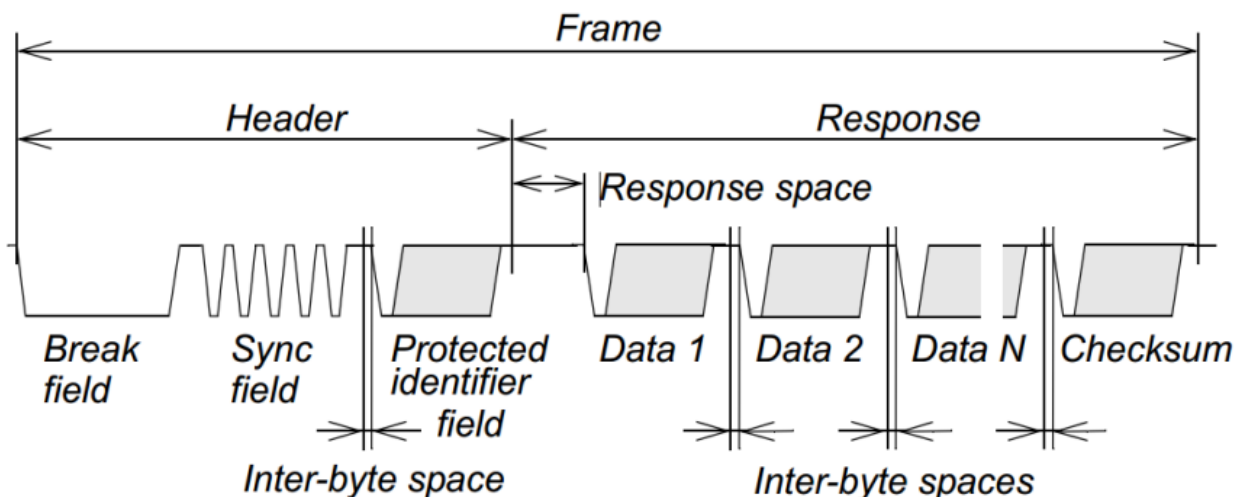 Frame
Header
Response
Response space
Break
field
Sync
field
Protected
identifier
field
Data 1
Data 2
Data N
Checksum
Inter-byte space
Inter-byte spaces